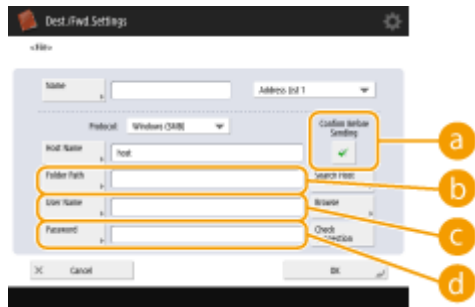 Dest./Fwd.Settings
<File>
Name
Address List 1
Protocol: Windows (SMB)
Confirm Before
Sending
a
Host Name
host
Folder Path
Search Host
b
User Name
Browse
c
Password
Check
d
Cancel
OK